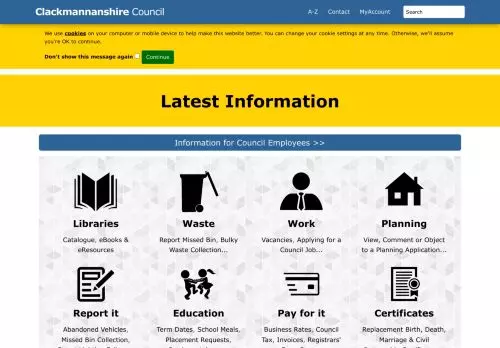 Clackmannanshire Council A-Z Contact MyAccount Search
We use cookies on your computer or mobile device to help make this website better. You can change your cookie settings at any time. Otherwise, we'll assume
you're OK to continue.
Don't show this message again Continue
Latest Information
Information for Council Employees >>
Libraries
Catalogue, eBooks &
eResources
Waste
Report Missed Bin, Bulky
Waste Collection...
Work
Vacancies, Applying for a
Council Job...
Planning
View, Comment or Object
to a Planning Application...
Report it
Abandoned Vehicles,
Missed Bin Collection,
Education
Term Dates, School Meals,
Placement Requests,
Pay for it
Business Rates, Council
Tax, Invoices, Registrars'
Certificates
Replacement Birth, Death,
Marriage & Civil